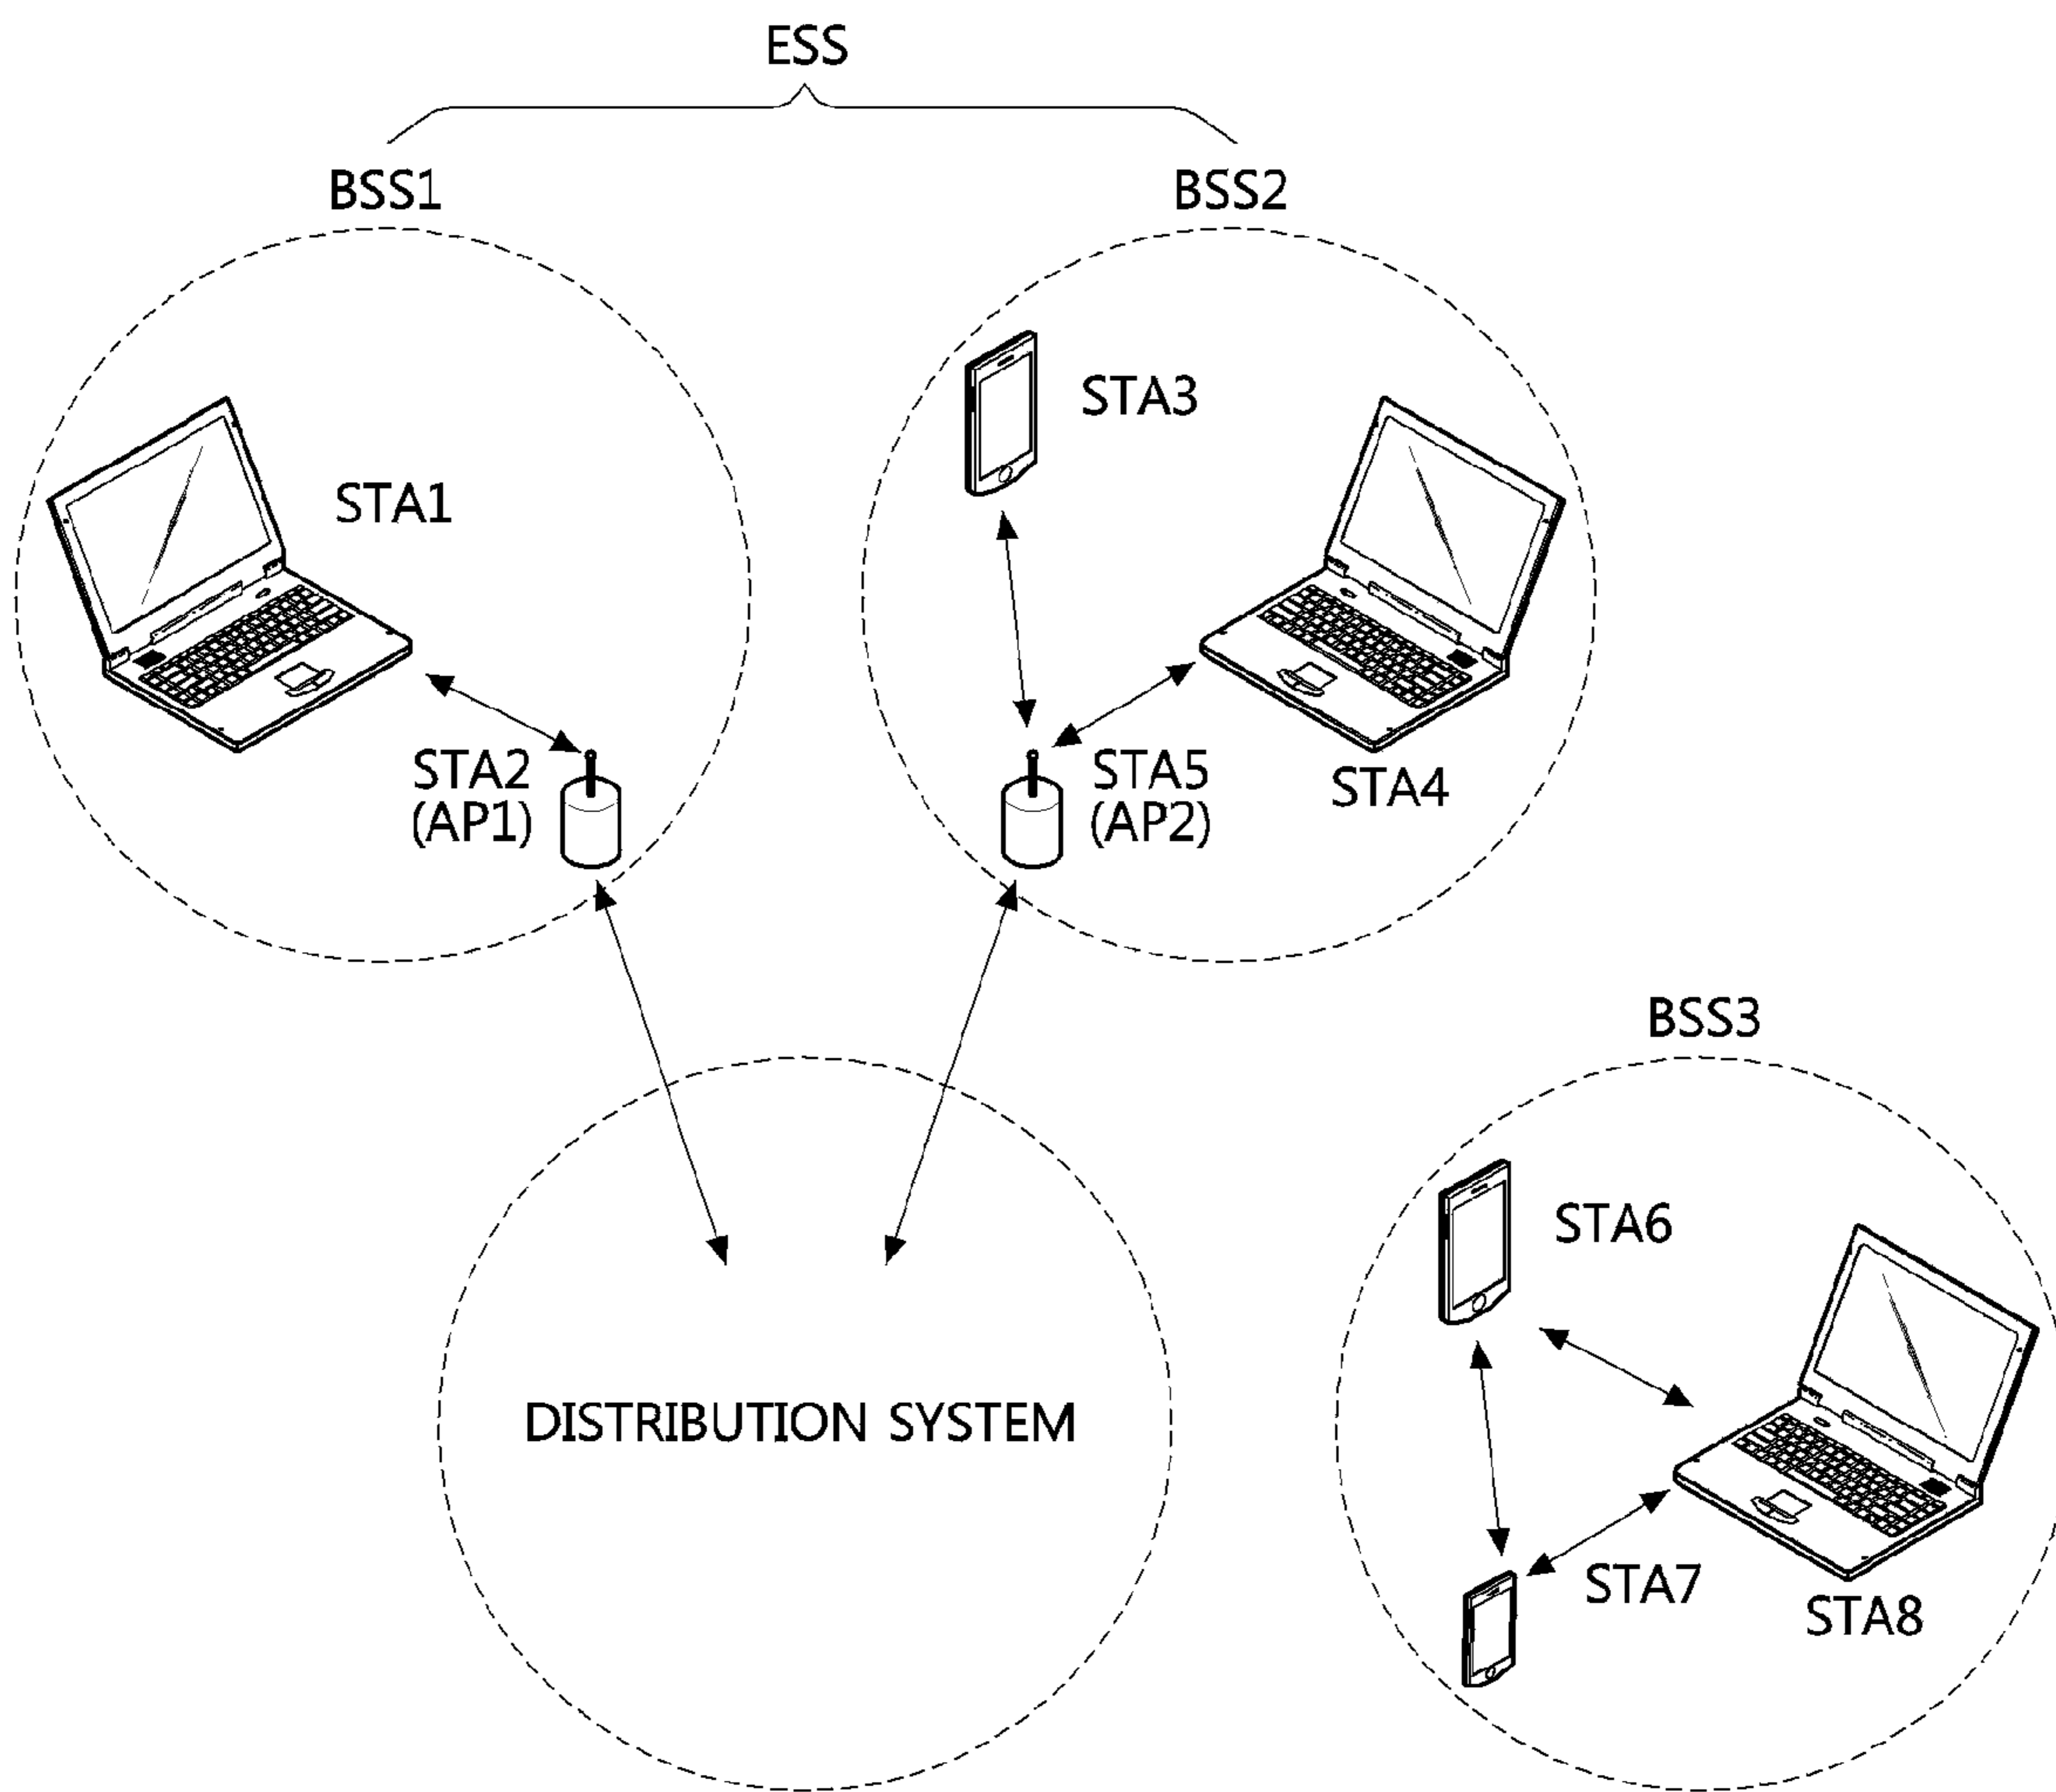 ESS
BSS1
BSS2
STA3
STA1
STA2
(AP1)
STA5
(AP2)
STA4
BSS3
STA6
DISTRIBUTION SYSTEM
STA7
STA8